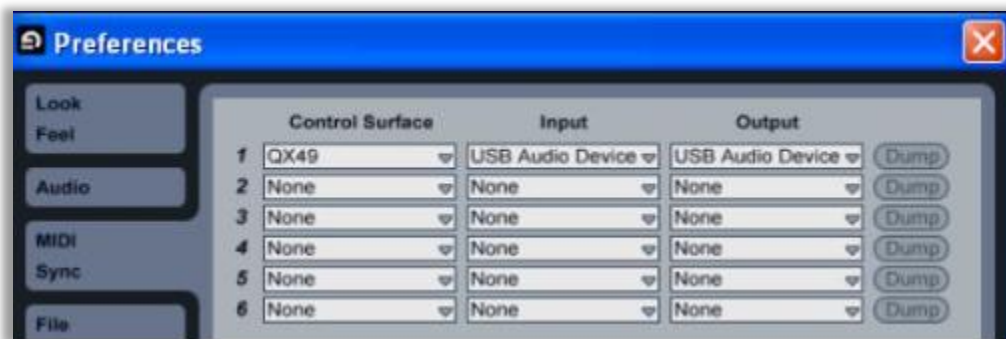 Preferences
Look
Feel
Audio
MIDI
Sync
File
Control Surface Input Output
1 QX49 USB Audio Device USB Audio Device Dump
2 None None None Dump
3 None None None Dump
4 None None None Dump
5 None None None Dump
6 None None None Dump